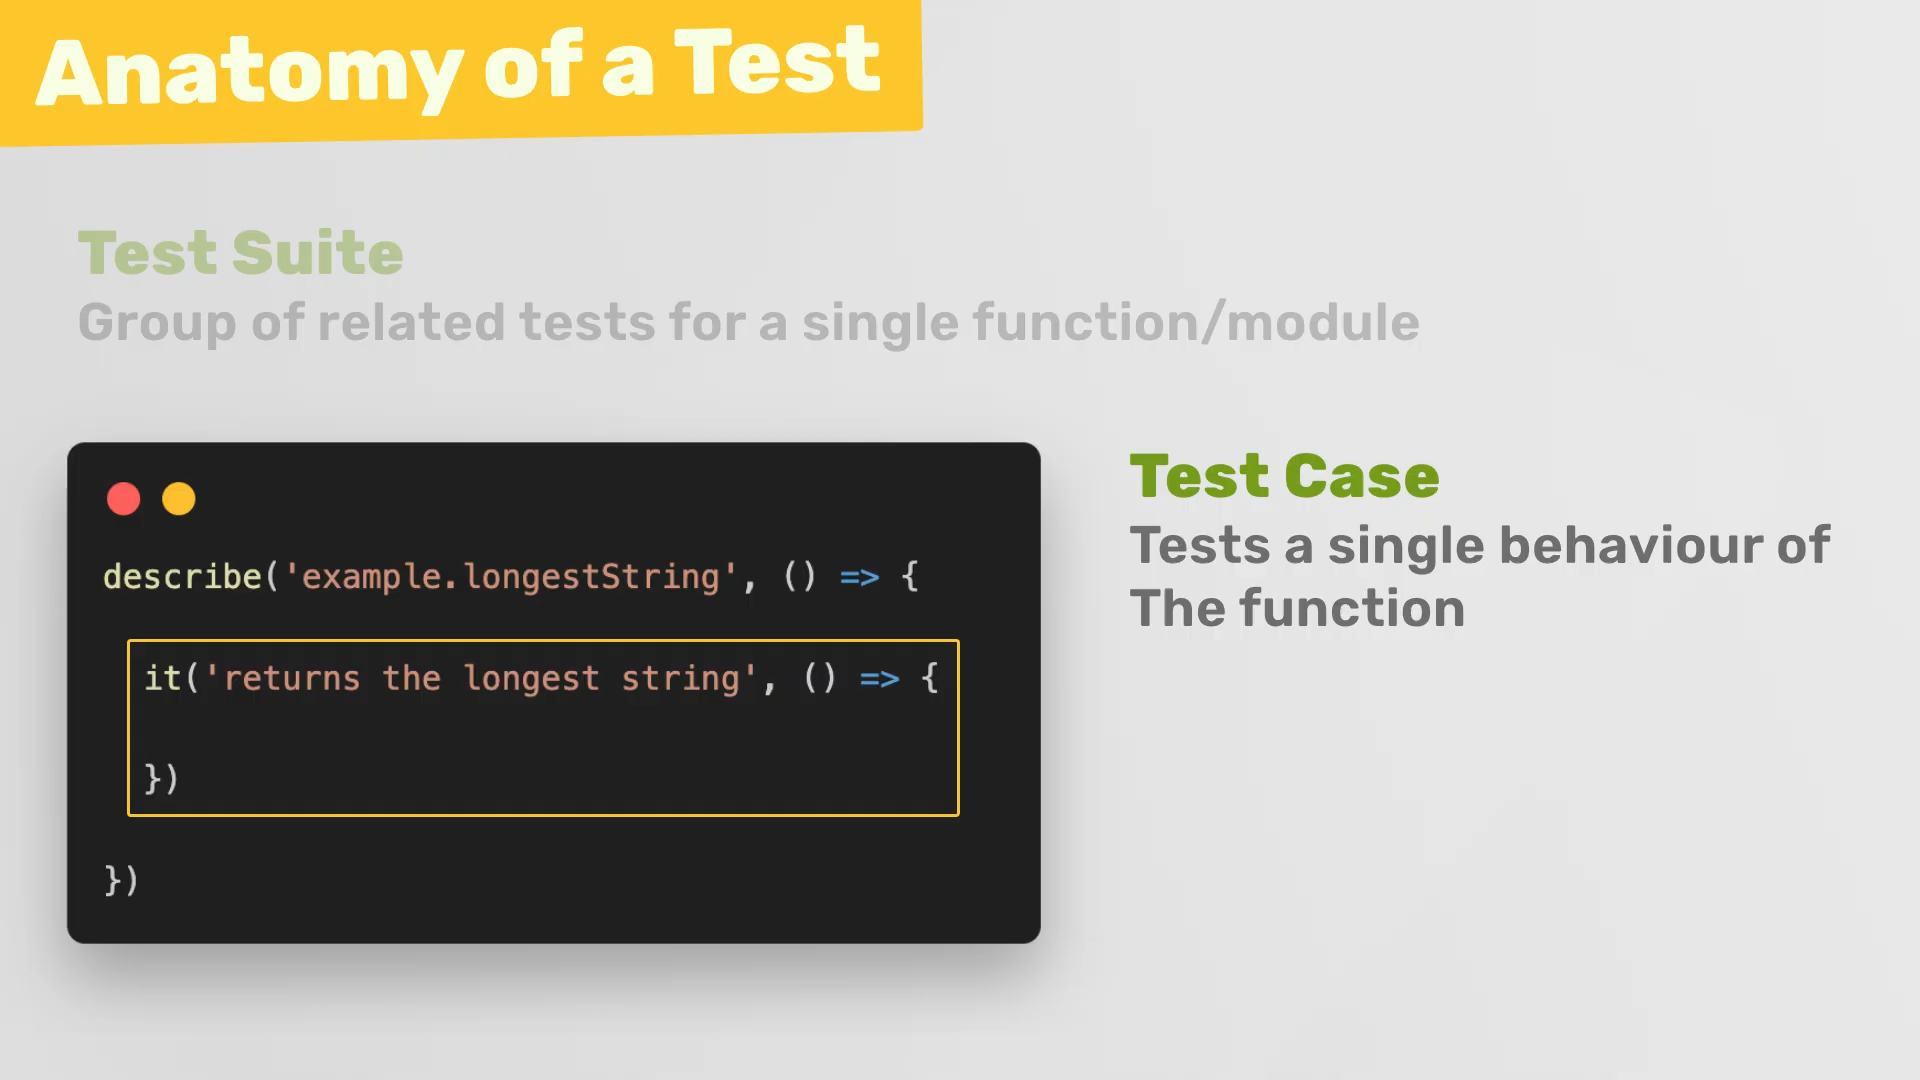 Anatomy of a Test
Test Suite
Group of related tests for a single function/module
describe('example.longestString', () => {
it('returns the longest string', () => {
})
})
Test Case
Tests a single behaviour of
The function